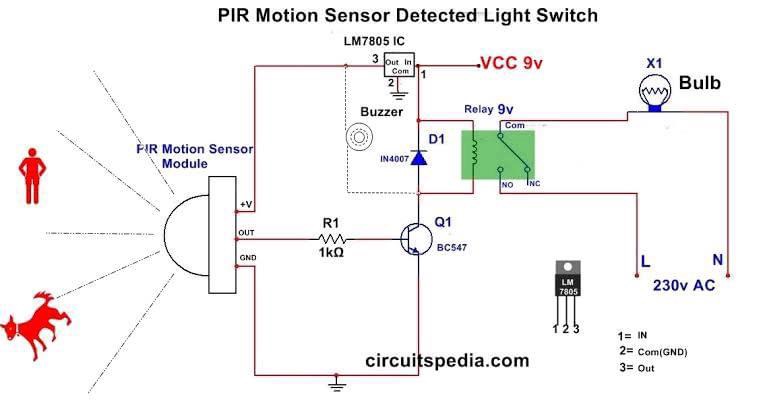 PIR Motion Sensor Detected Light Switch
LM7805 IC
3
Out In
Com
1
2
VCC 9v
X1
Bulb
Buzzer
Relay 9v
Com
D1
IN4007
NO
NC
PIR Motion Sensor
Module
+V
OUT
GND
R1
1kΩ
Q1
BC547
L
N
230v AC
LM
7805
1 2 3
1= IN
2= Com(GND)
3= Out
circuitspedia.com